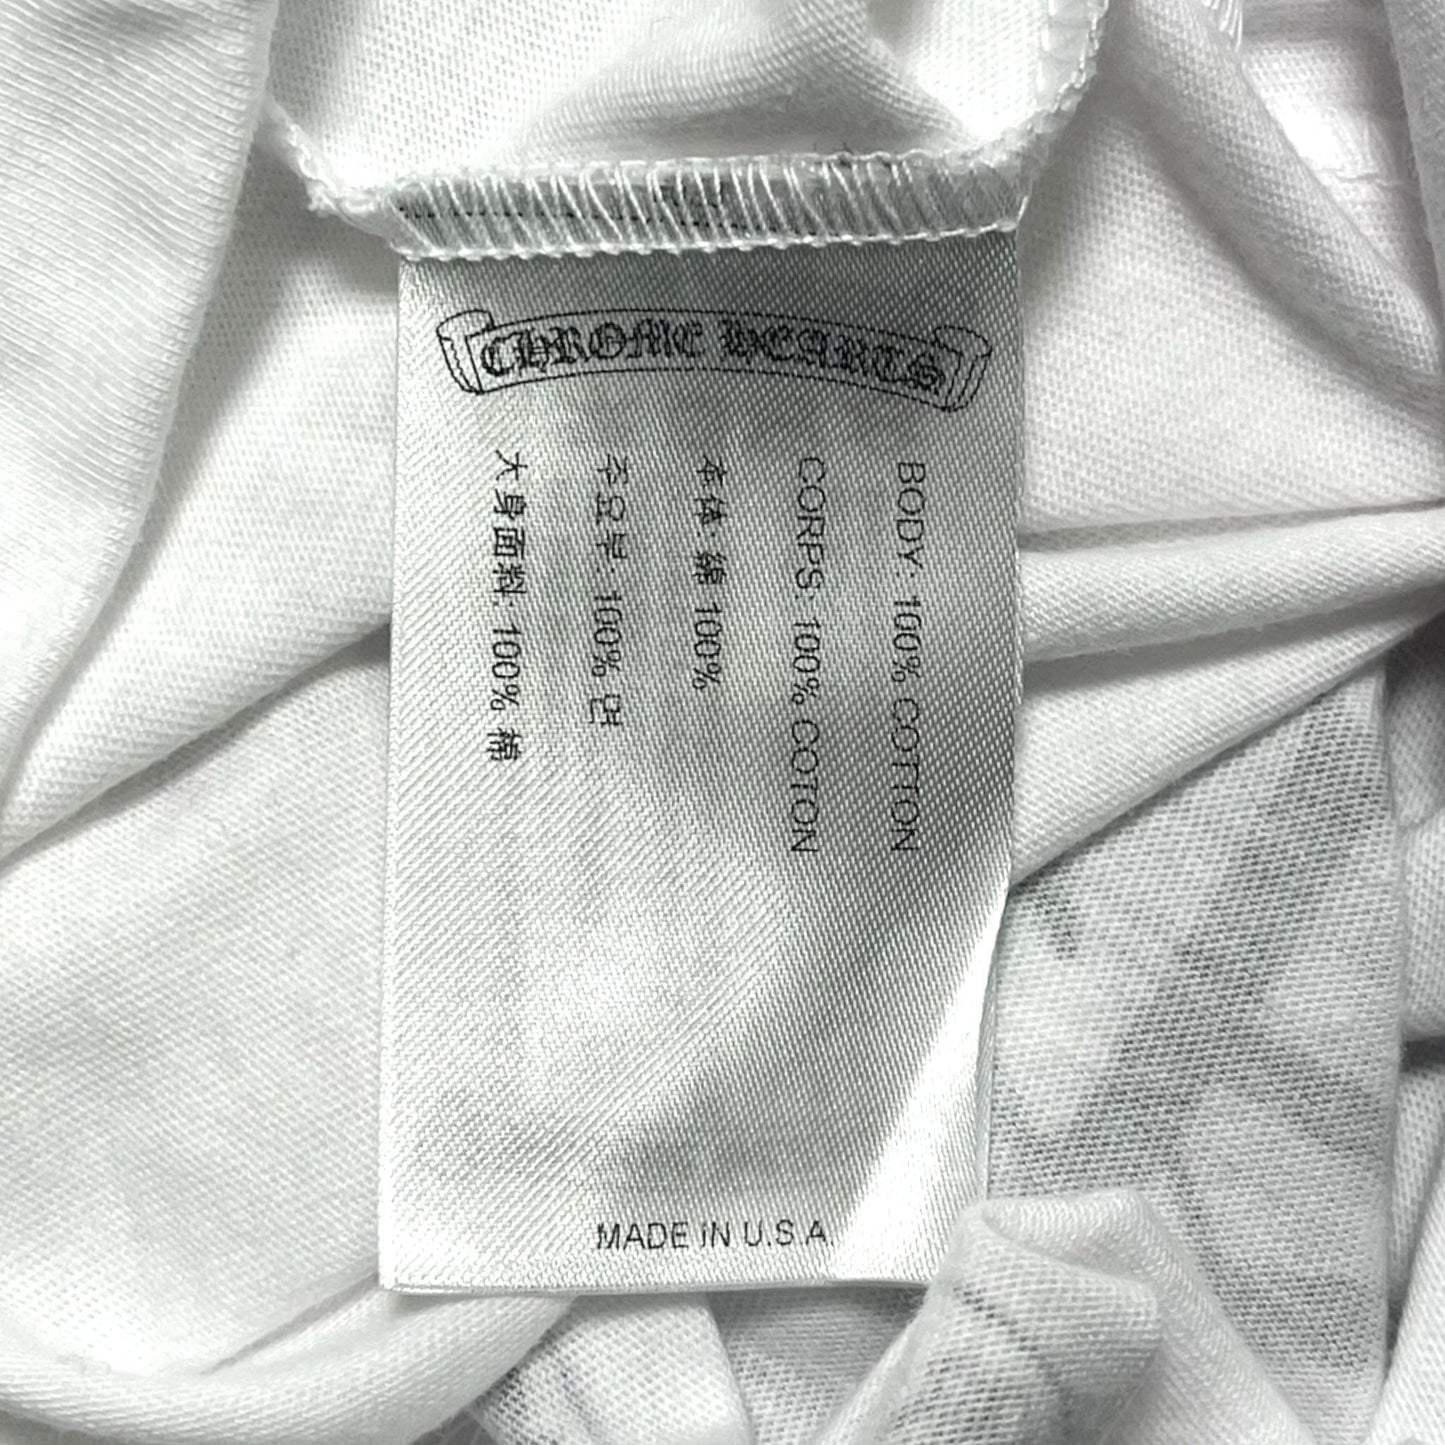 CHROME HEARTS
BODY: 100% COTTON
CORPS: 100% COTON
本体: 綿 100%
주요부: 100% 면
大身面料: 100% 棉
MADE IN U.S.A.